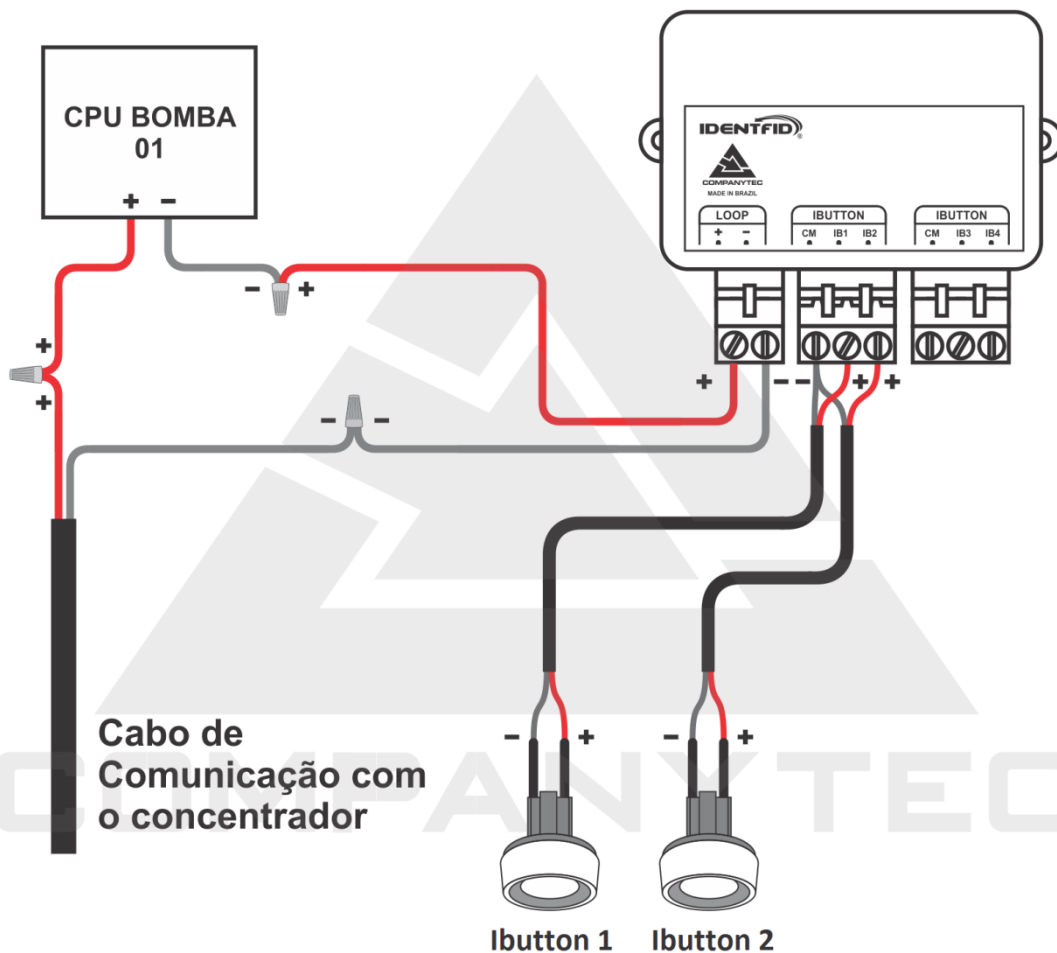 CPU BOMBA
01
+ -
IDENTFID®
COMPANYTEC
MADE IN BRAZIL
LOOP
+ -
IBUTTON
CM IB1 IB2
IBUTTON
CM IB3 IB4
- +
+
+
- -
+ - - + +
Cabo de
Comunicação com
o concentrador
COMPANYTEC
- +
- +
Ibutton 1
Ibutton 2